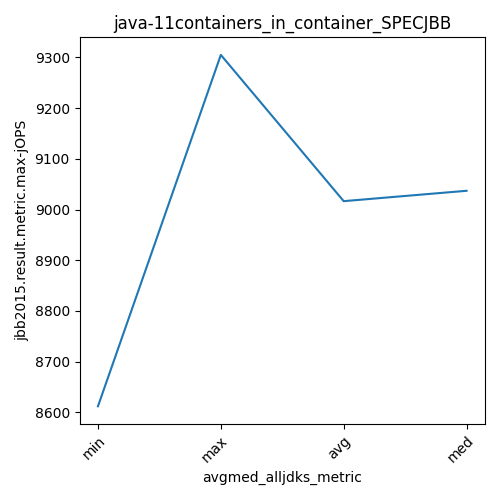 java-11containers_in_container_SPECJBB
jbb2015.result.metric.max-jOPS
9300
9200
9100
9000
8900
8800
8700
8600
min
max
avg
med
avgmed_alljdks_metric